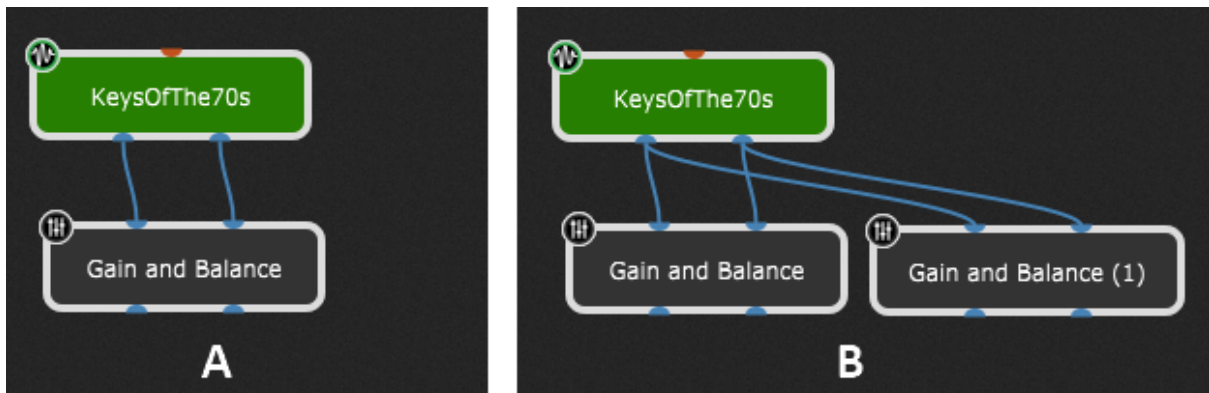 KeysOfThe70s
Gain and Balance
A
KeysOfThe70s
Gain and Balance
Gain and Balance (1)
B